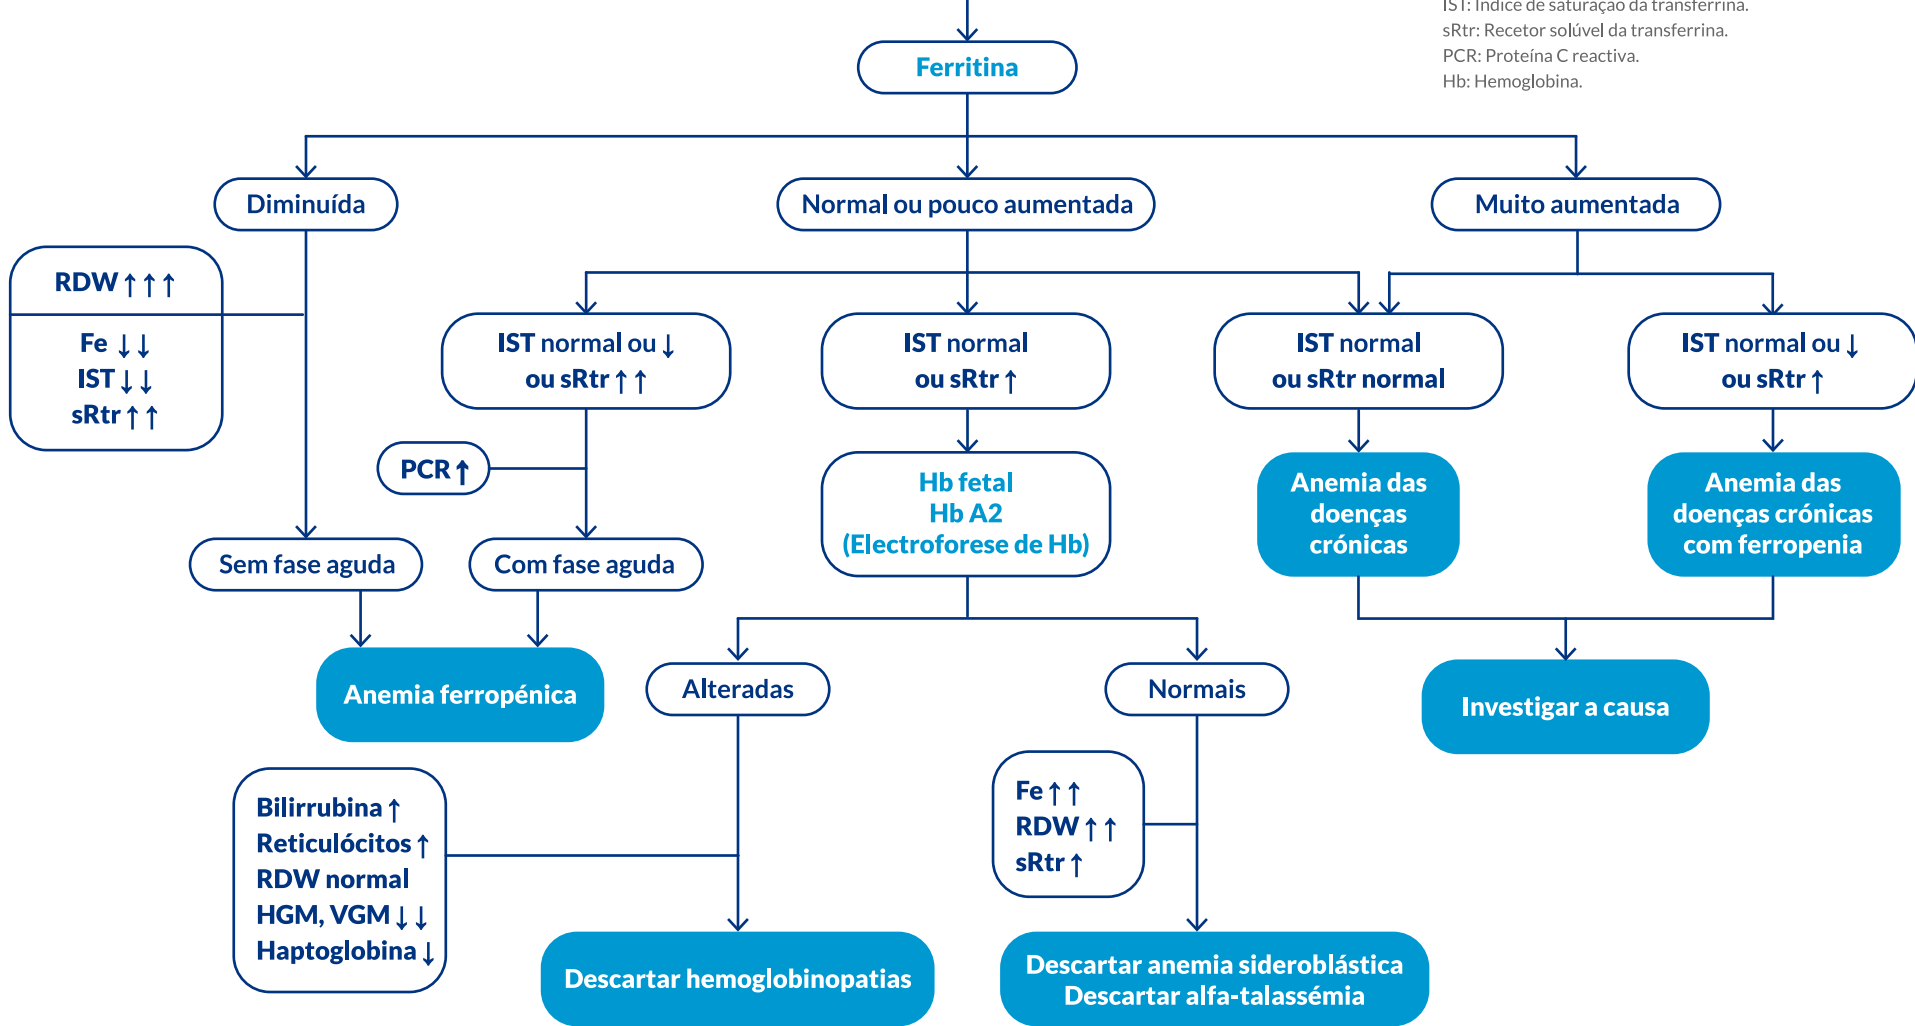 IST: Índice de saturação da transferrina.
sRtr: Recetor solúvel da transferrina.
PCR: Proteína C reactiva.
Hb: Hemoglobina.
Ferritina
Diminuída
Normal ou pouco aumentada
Muito aumentada
RDW ↑ ↑ ↑
Fe ↓ ↓
IST ↓ ↓
sRtr ↑ ↑
IST normal ou ↓
ou sRtr ↑ ↑
IST normal
ou sRtr ↑
IST normal
ou sRtr normal
IST normal ou ↓
ou sRtr ↑
PCR ↑
Hb fetal
Hb A2
(Electroforese de Hb)
Anemia das
doenças
crónicas
Anemia das
doenças crónicas
com ferropenia
Sem fase aguda
Com fase aguda
Anemia ferropénica
Alteradas
Normais
Investigar a causa
Bilirrubina ↑
Reticulócitos ↑
RDW normal
HGM, VGM ↓ ↓
Haptoglobina ↓
Fe ↑ ↑
RDW ↑ ↑
sRtr ↑
Descartar hemoglobinopatias
Descartar anemia sideroblástica
Descartar alfa-talassémia